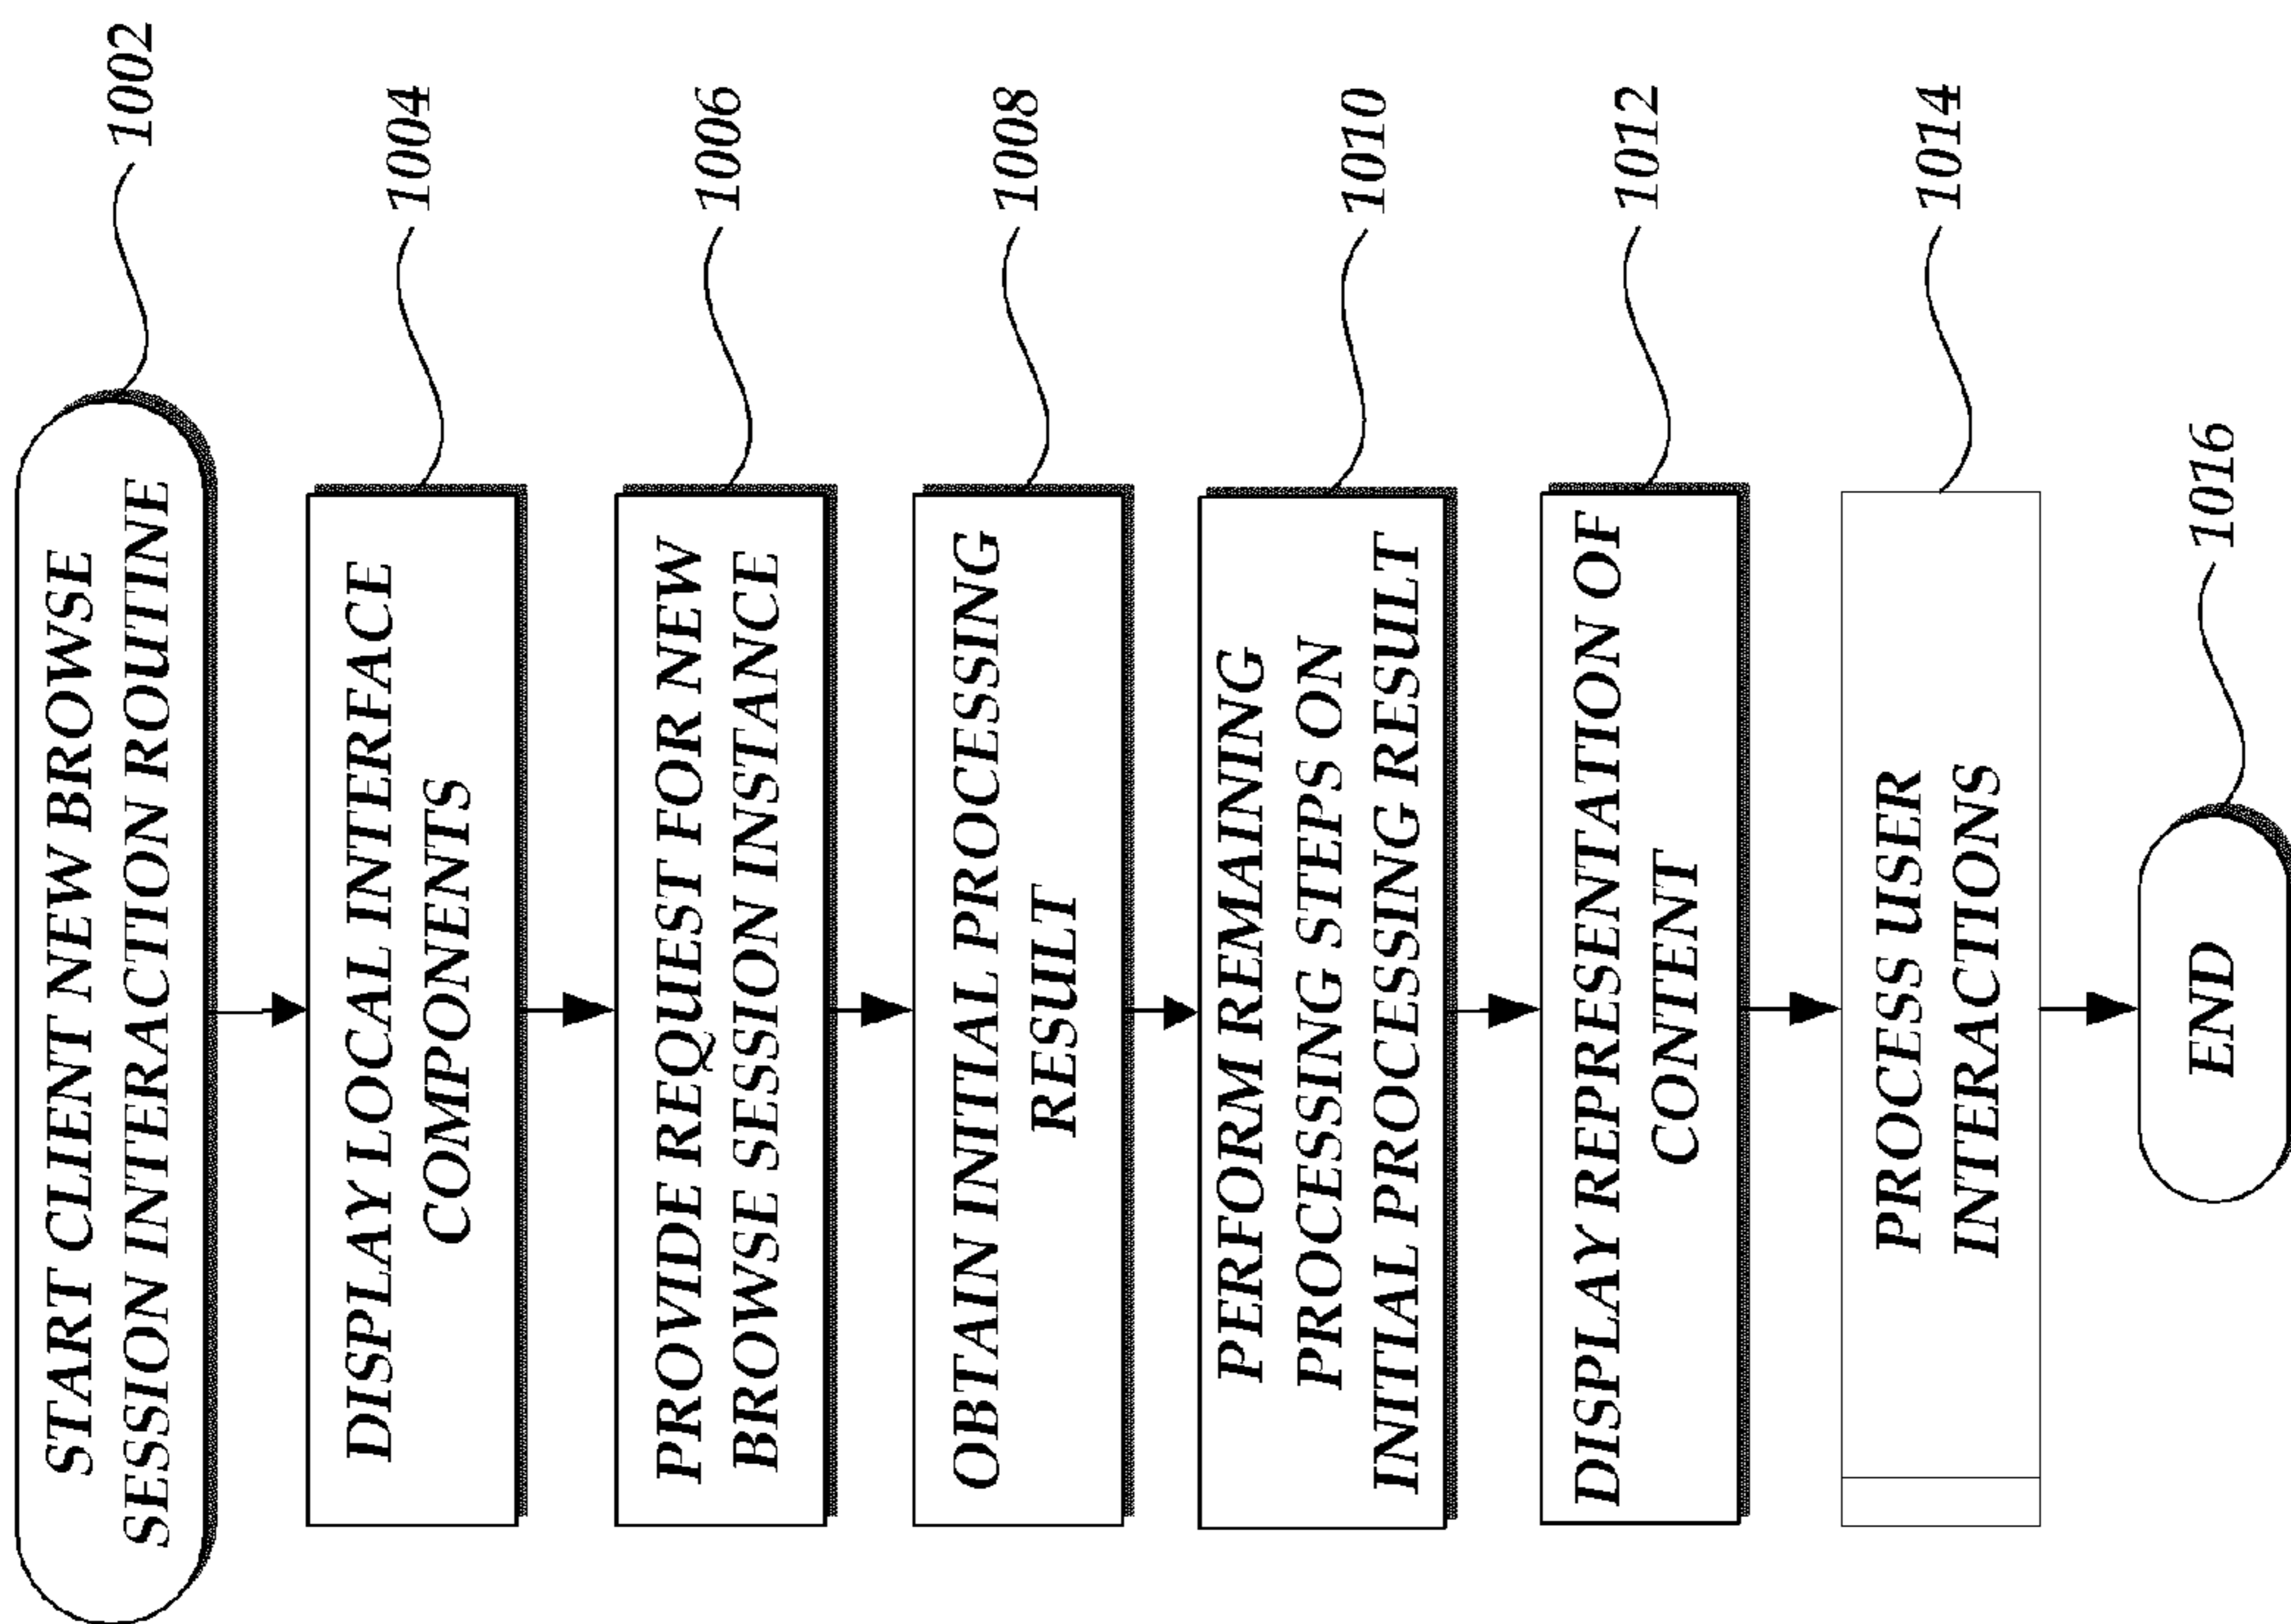 START CLIENT NEW BROWSE
SESSION INTERACTION ROUTINE
1002
DISPLAY LOCAL INTERFACE
COMPONENTS
1004
PROVIDE REQUEST FOR NEW
BROWSE SESSION INSTANCE
1006
OBTAIN INITIAL PROCESSING
RESULT
1008
PERFORM REMAINING
PROCESSING STEPS ON
INITIAL PROCESSING RESULT
1010
DISPLAY REPRESENTATION OF
CONTENT
1012
PROCESS USER
INTERACTIONS
1014
END
1016